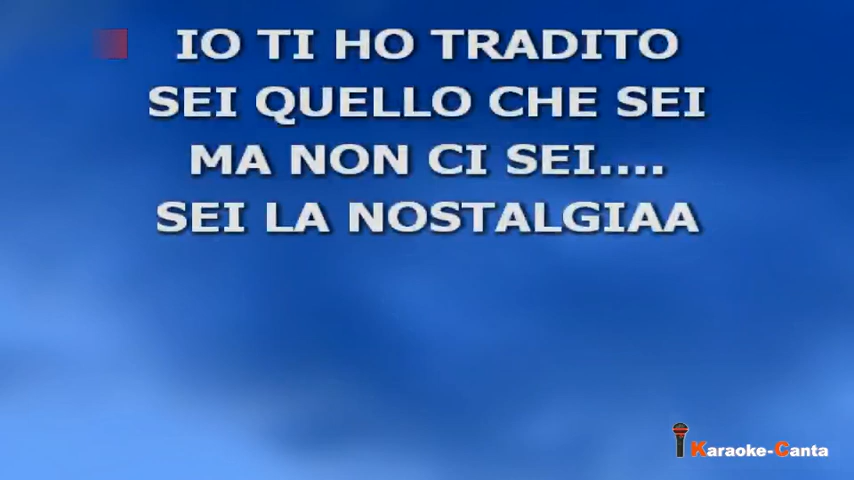 IO TI HO TRADITO
SEI QUELLO CHE SEI
MA NON CI SEI....
SEI LA NOSTALGIAA
Karaoke-Canta